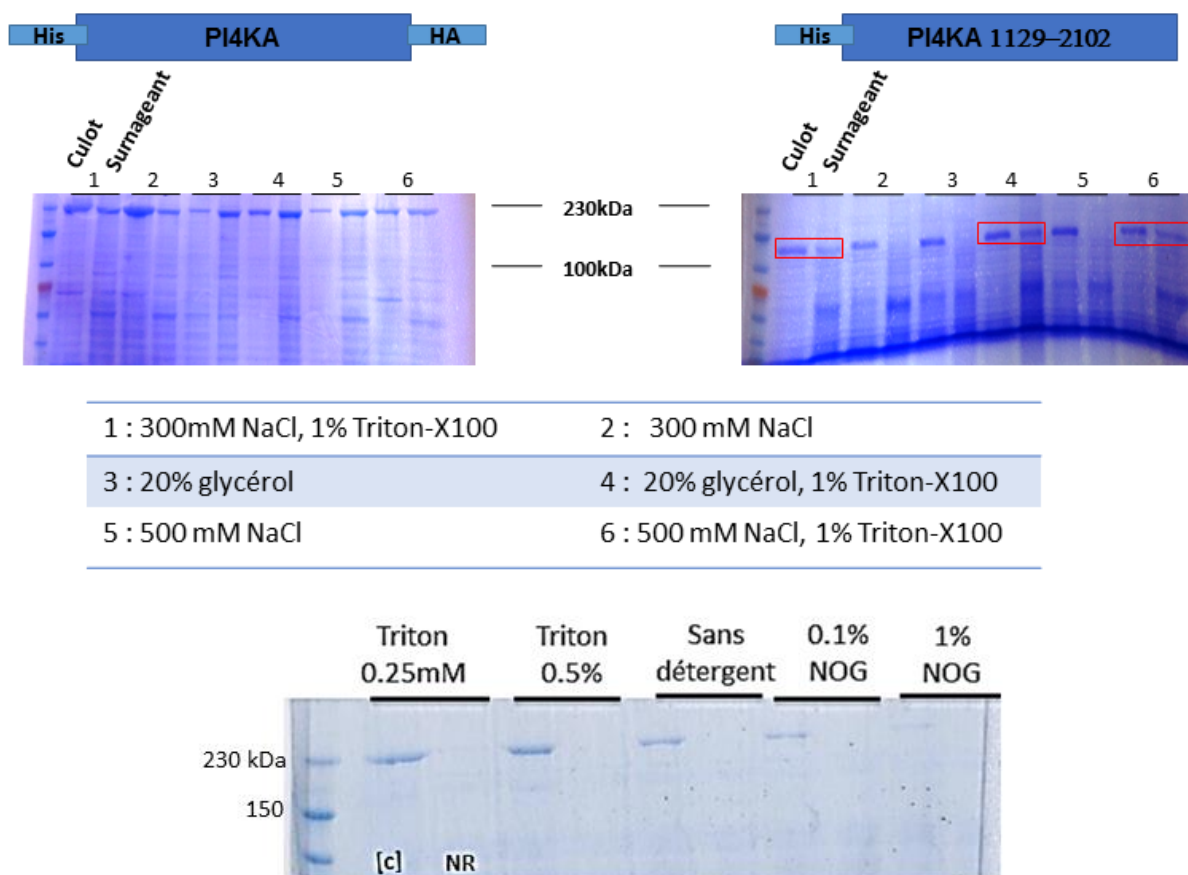 His PI4KA HA
His PI4KA 1129–2102
Culot Surnageant
1 2 3 4 5 6
Culot Surnageant
1 2 3 4 5 6
230kDa
100kDa
1 : 300mM NaCl, 1% Triton-X100
2 : 300 mM NaCl
3 : 20% glycérol
4 : 20% glycérol, 1% Triton-X100
5 : 500 mM NaCl
6 : 500 mM NaCl, 1% Triton-X100
Triton
0.25mM
Triton
0.5%
Sans
détergent
0.1%
NOG
1%
NOG
230 kDa
150
[c] NR